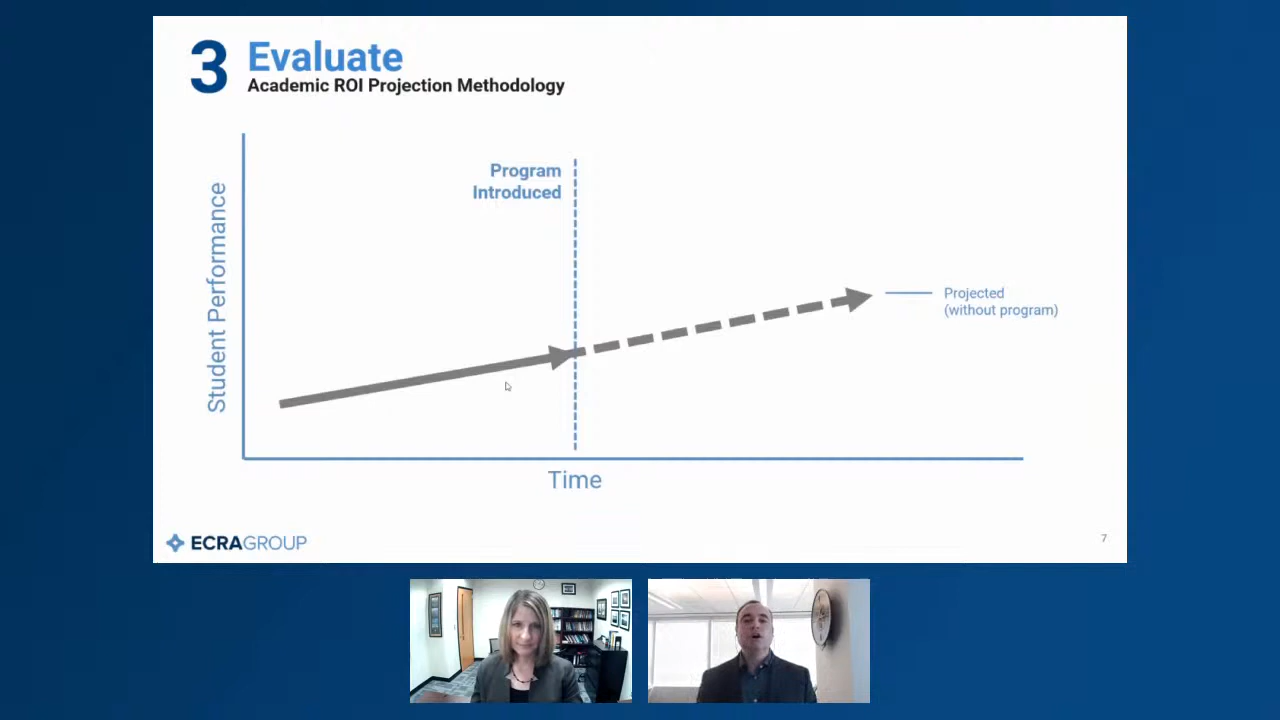 3
Evaluate
Academic ROI Projection Methodology
Program
Introduced
Student Performance
Projected
(without program)
Time
ECRAGROUP
7